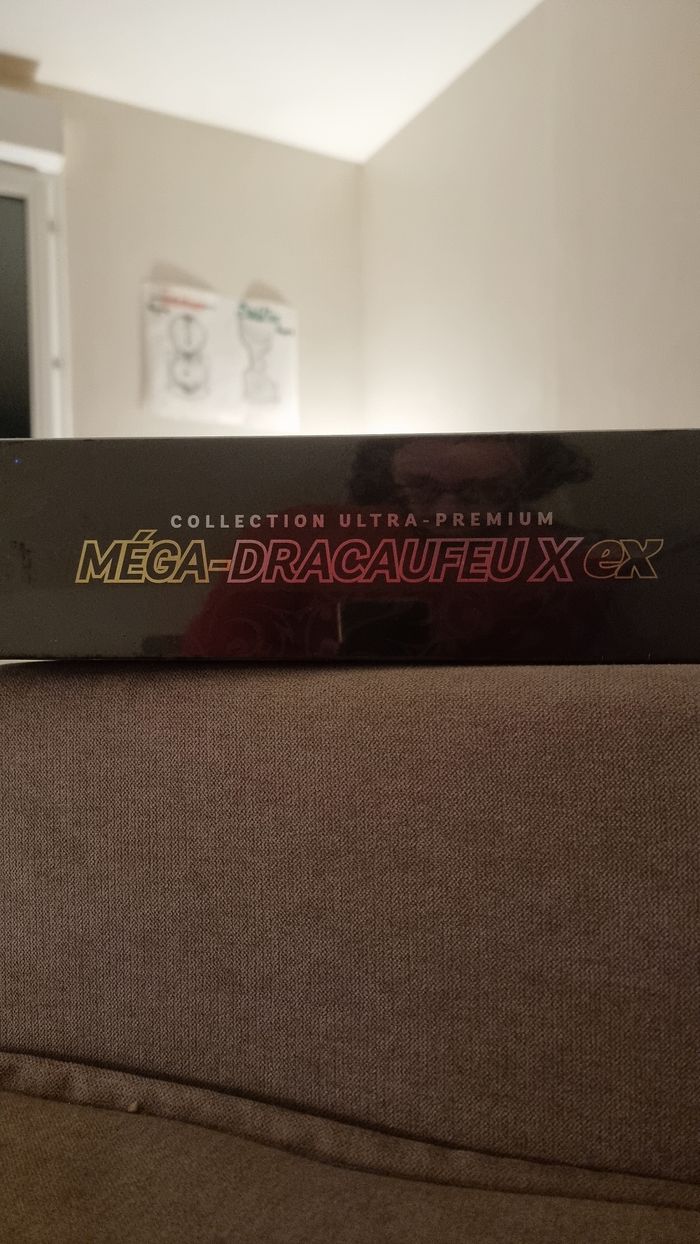 COLLECTION ULTRA-PREMIUM
MÉGA-DRACAUFEU X ex